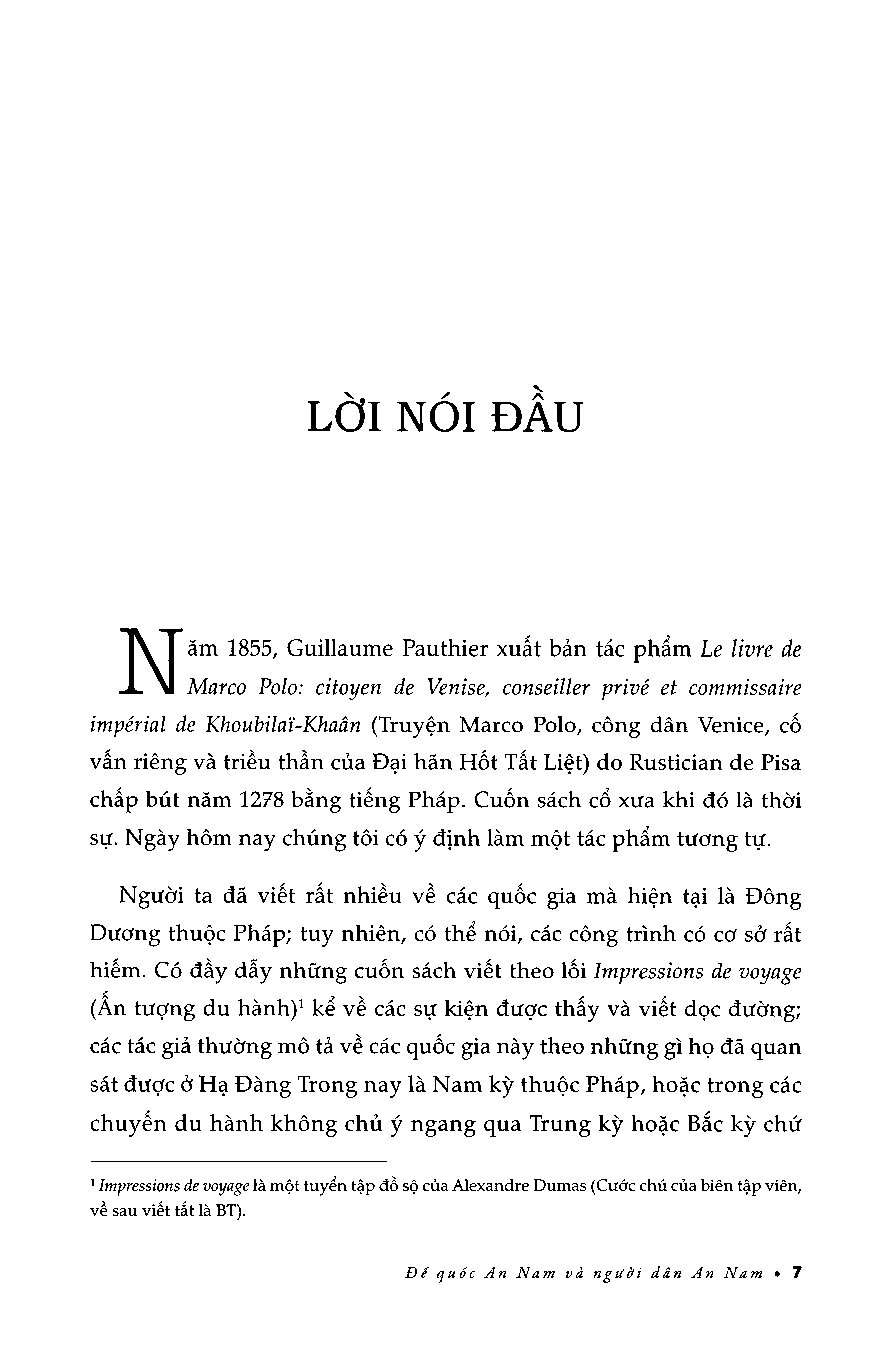 LỜI NÓI ĐẦU
Năm 1855, Guillaume Pauthier xuất bản tác phẩm Le livre de
Marco Polo: citoyen de Venise, conseiller privé et commissaire
impérial de Khoubilaï-Khaân (Truyện Marco Polo, công dân Venice, cố
vấn riêng và triều thần của Đại hãn Hốt Tất Liệt) do Rustician de Pisa
chấp bút năm 1278 bằng tiếng Pháp. Cuốn sách cổ xưa khi đó là thời
sự. Ngày hôm nay chúng tôi có ý định làm một tác phẩm tương tự.
Người ta đã viết rất nhiều về các quốc gia mà hiện tại là Đông
Dương thuộc Pháp; tuy nhiên, có thể nói, các công trình có cơ sở rất
hiếm. Có đầy dẫy những cuốn sách viết theo lối Impressions de voyage
(Ấn tượng du hành)¹ kể về các sự kiện được thấy và viết dọc đường;
các tác giả thường mô tả về các quốc gia này theo những gì họ đã quan
sát được ở Hạ Đàng Trong nay là Nam kỳ thuộc Pháp, hoặc trong các
chuyến du hành không chủ ý ngang qua Trung kỳ hoặc Bắc kỳ chứ
¹ Impressions de voyage là một tuyển tập đồ sộ của Alexandre Dumas (Cước chú của biên tập viên,
về sau viết tắt là BT).
Đế quốc An Nam và người dân An Nam • 7